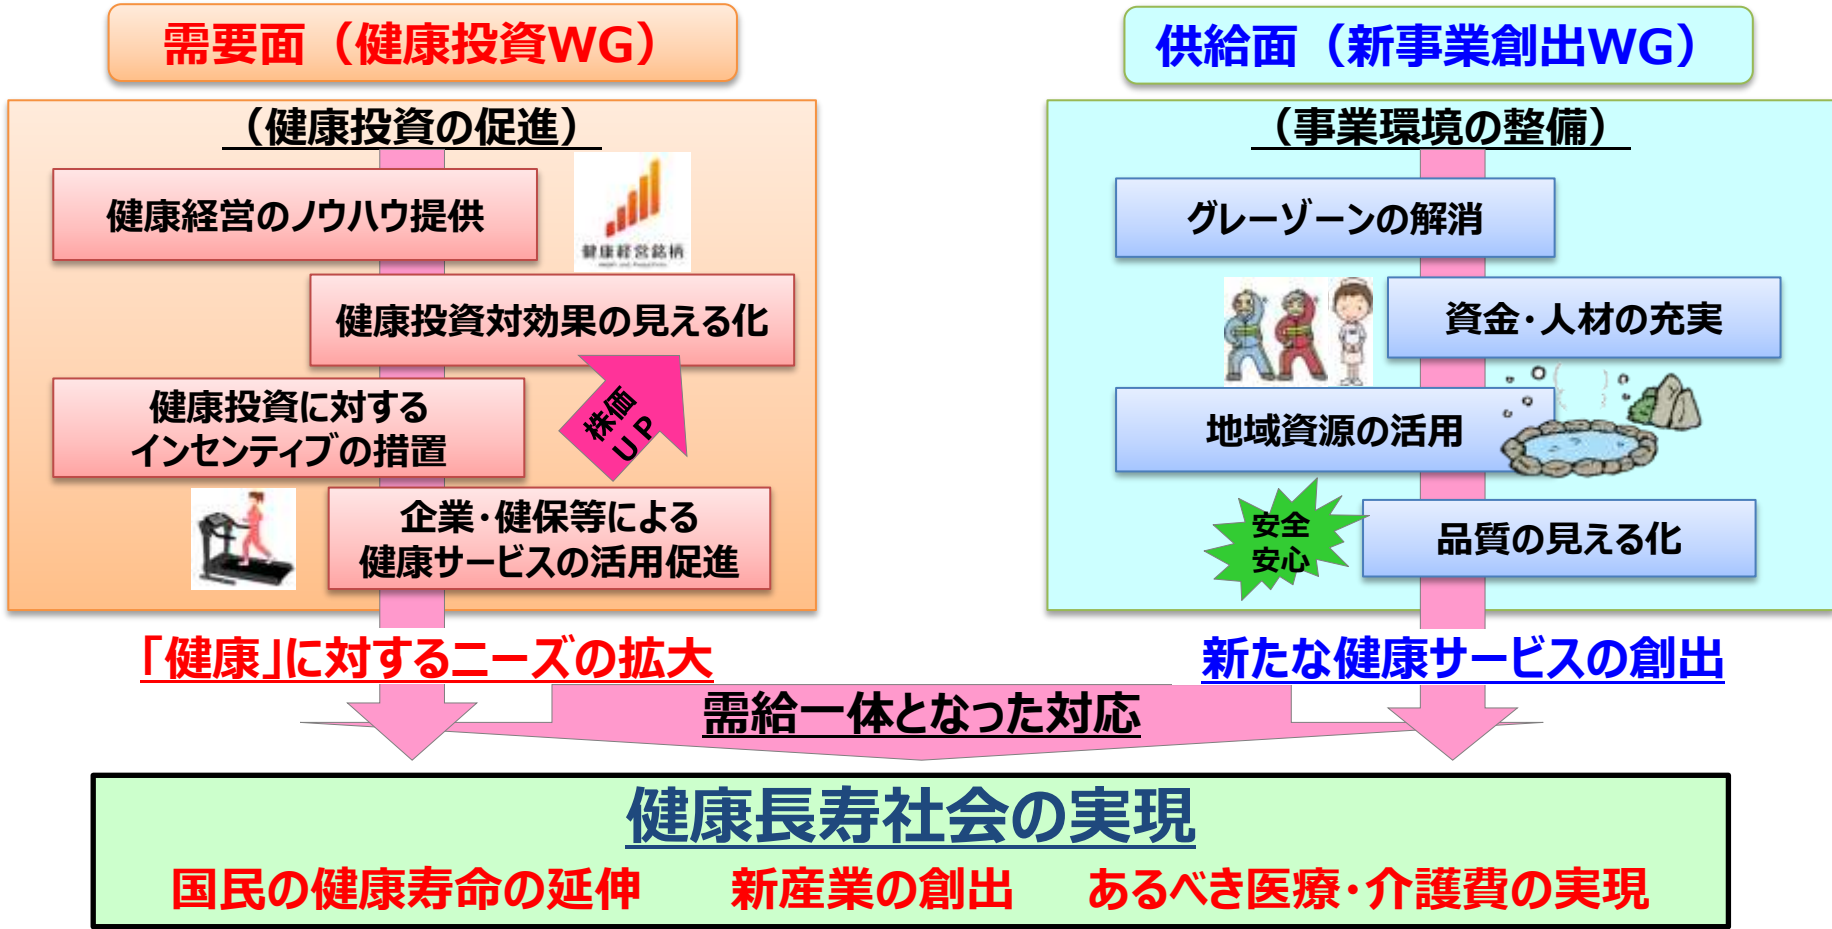 需要面（健康投資WG）
（健康投資の促進）
健康経営のノウハウ提供
健康経営銘柄
健康投資対効果の見える化
株価
UP
健康投資に対する
インセンティブの措置
企業・健保等による
健康サービスの活用促進
「健康」に対するニーズの拡大
供給面（新事業創出WG）
（事業環境の整備）
グレーゾーンの解消
資金・人材の充実
地域資源の活用
安全
安心
品質の見える化
新たな健康サービスの創出
需給一体となった対応
健康長寿社会の実現
国民の健康寿命の延伸 新産業の創出 あるべき医療・介護費の実現